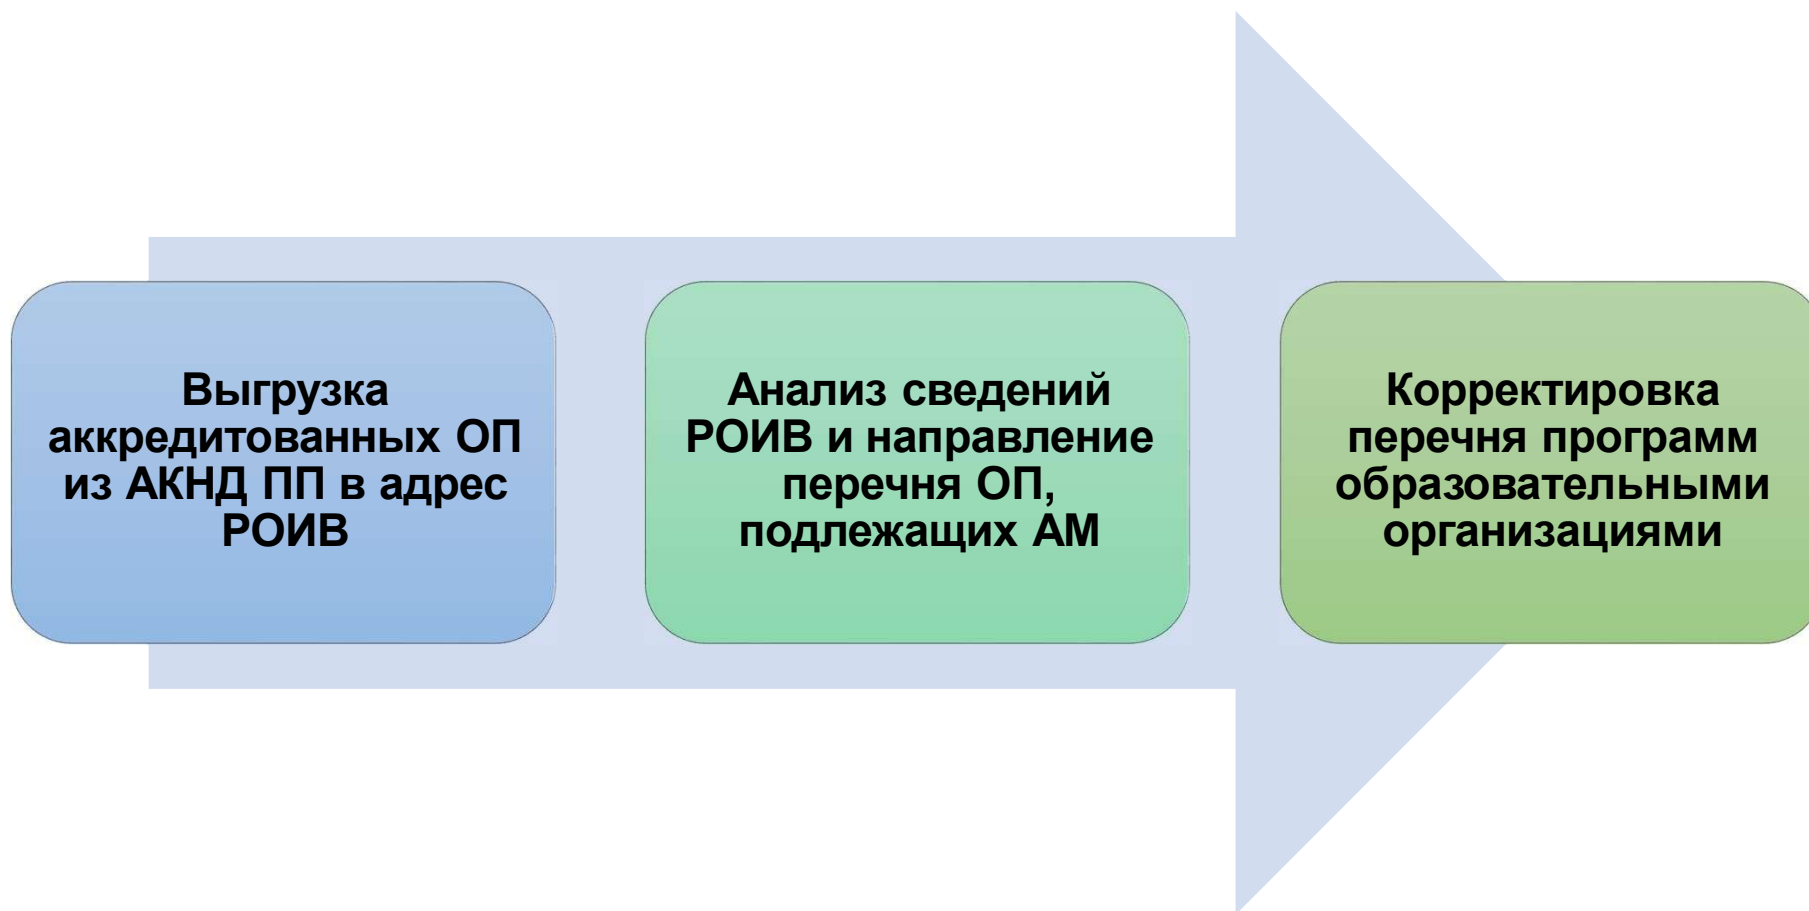 Выгрузка
аккредитованных ОП
из АКНД ПП в адрес
РОИВ
Анализ сведений
РОИВ и направление
перечня ОП,
подлежащих АМ
Корректировка
перечня программ
образовательными
организациями